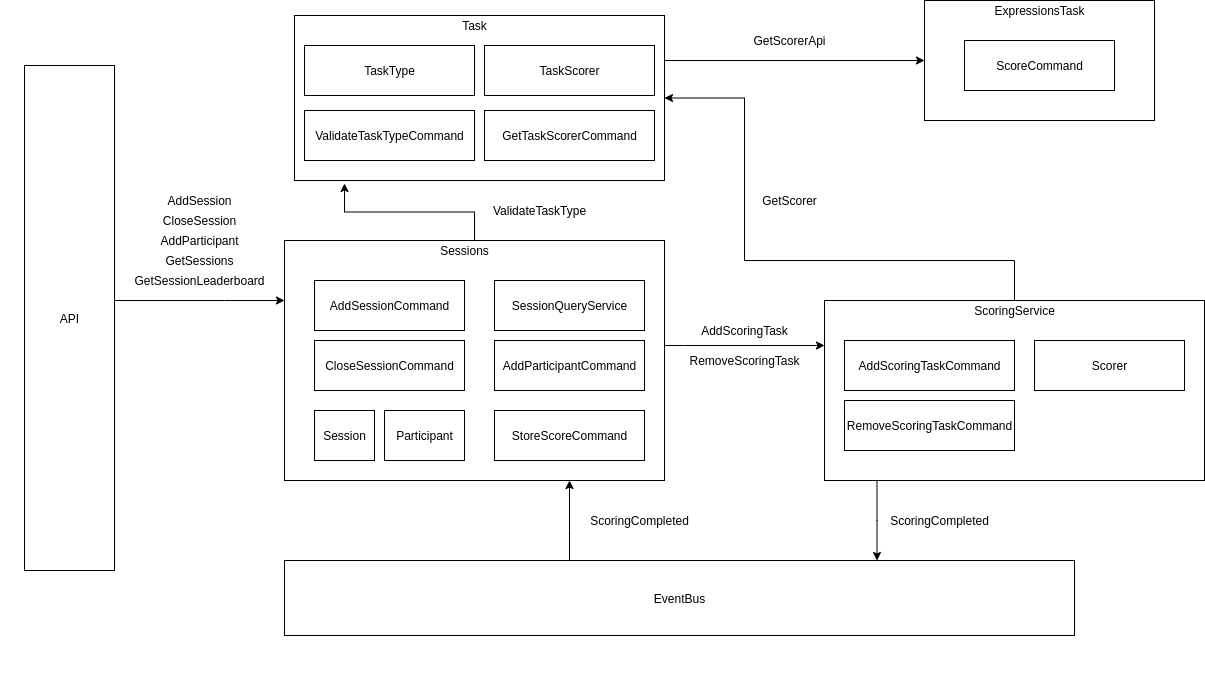 Task
TaskType
TaskScorer
ValidateTaskTypeCommand
GetTaskScorerCommand
GetScorerApi
ExpressionsTask
ScoreCommand
API
AddSession
CloseSession
AddParticipant
GetSessions
GetSessionLeaderboard
ValidateTaskType
GetScorer
Sessions
AddSessionCommand
SessionQueryService
CloseSessionCommand
AddParticipantCommand
Session
Participant
StoreScoreCommand
AddScoringTask
RemoveScoringTask
ScoringService
AddScoringTaskCommand
Scorer
RemoveScoringTaskCommand
ScoringCompleted
ScoringCompleted
EventBus